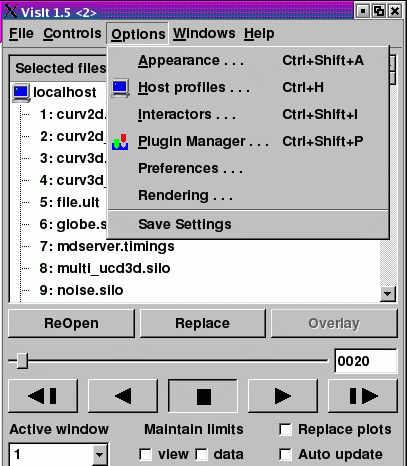 VisIt 1.5 <2>
File Controls Options Windows Help
Selected files
Appearance . . . Ctrl+Shift+A
Host profiles . . . Ctrl+H
Interactors . . . Ctrl+Shift+I
Plugin Manager . . . Ctrl+Shift+P
Preferences . . .
Rendering . . .
Save Settings
localhost
1: curv2d.
2: curv2d.
3: curv3d.
4: curv3d_
5: file.ult
6: globe.s
7: mdserver.timings
8: multi_ucd3d.silo
9: noise.silo
ReOpen Replace Overlay
0020
Active window Maintain limits Replace plots
1 view data Auto update